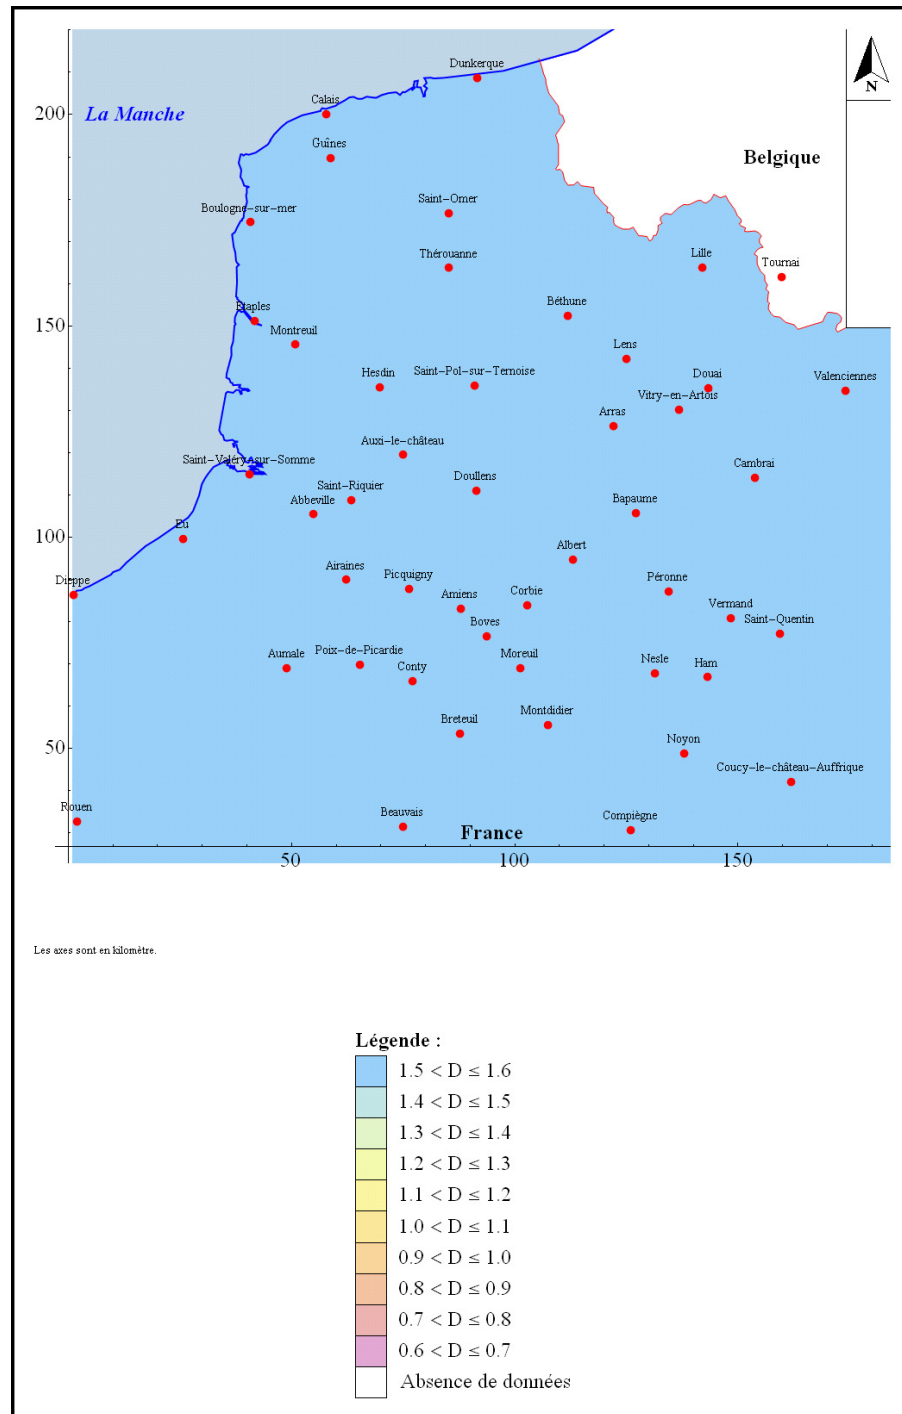 Dunkerque
N
Calais
200
La Manche
Guînes
Belgique
Saint-Omer
Boulogne-sur-mer
Thérouanne
Lille
Tournai
Etaples
Béthune
150
Montreuil
Lens
Hesdin
Saint-Pol-sur-Ternoise
Douai
Valenciennes
Vitry-en-Artois
Arras
Auxi-le-château
Saint-Valéry-sur-Somme
Cambrai
Doullens
Saint-Riquier
Abbeville
Bapaume
Eu
100
Albert
Airaines
Picquigny
Péronne
Dieppe
Amiens
Corbie
Vermand
Boves
Saint-Quentin
Aumale
Poix-de-Picardie
Conty
Moreuil
Nesle
Ham
Breteuil
Montdidier
50
Noyon
Coucy-le-château-Auffrique
Rouen
Beauvais
Compiègne
France
50
100
150
Les axes sont en kilomètre.
Légende :
1.5 < D ≤ 1.6
1.4 < D ≤ 1.5
1.3 < D ≤ 1.4
1.2 < D ≤ 1.3
1.1 < D ≤ 1.2
1.0 < D ≤ 1.1
0.9 < D ≤ 1.0
0.8 < D ≤ 0.9
0.7 < D ≤ 0.8
0.6 < D ≤ 0.7
Absence de données